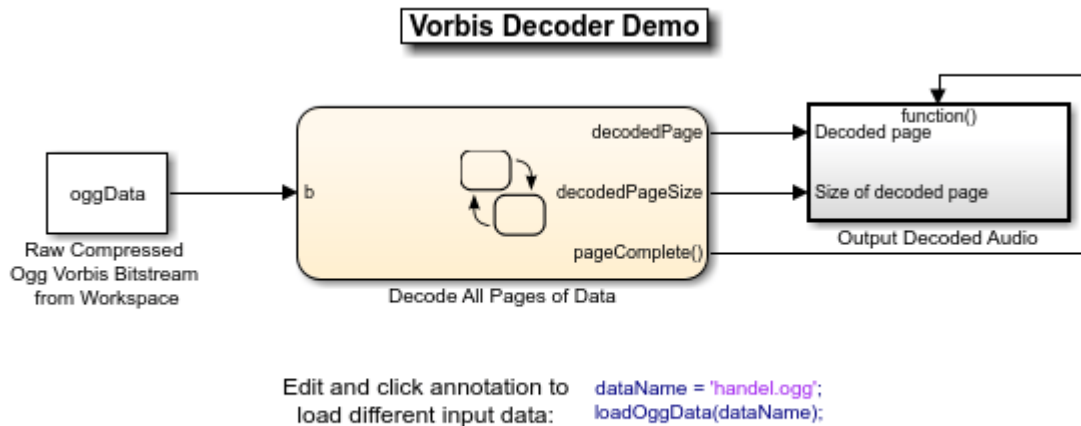 Vorbis Decoder Demo
oggData
Raw Compressed
Ogg Vorbis Bitstream
from Workspace
b
decodedPage
decodedPageSize
pageComplete()
Decode All Pages of Data
function()
Decoded page
Size of decoded page
Output Decoded Audio
Edit and click annotation to
load different input data:
dataName = 'handel.ogg';
loadOggData(dataName);